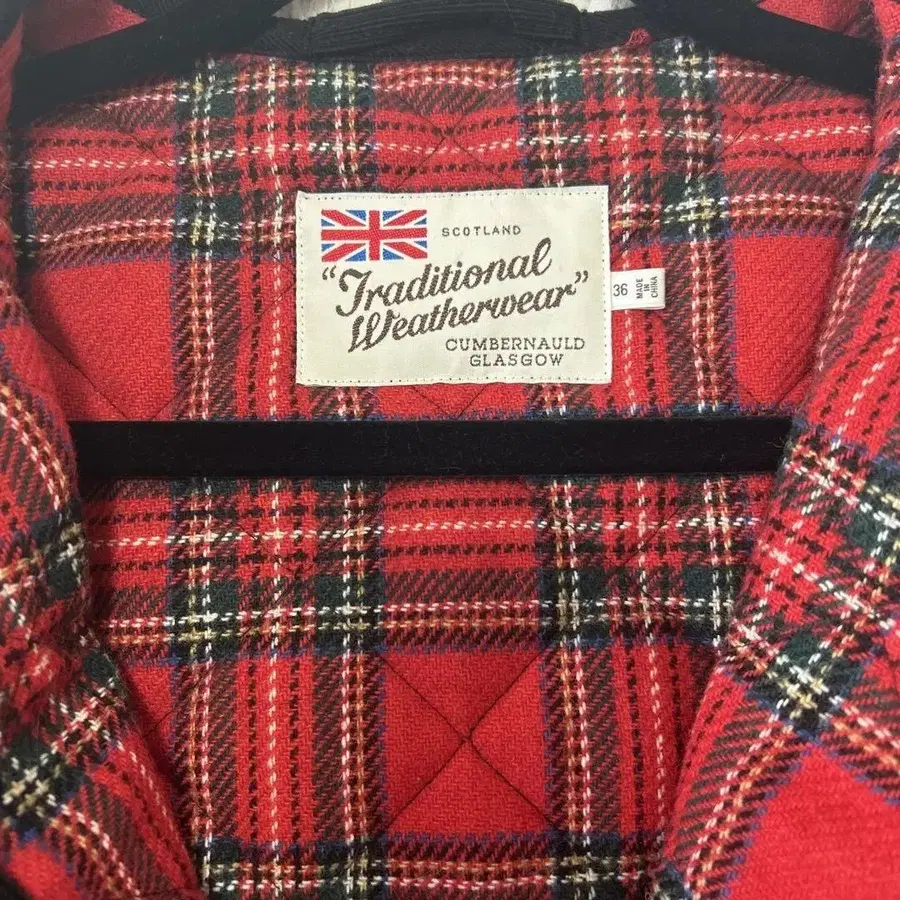 SCOTLAND
"Traditional
Weatherwear"
CUMBERNAULD
GLASGOW
36
MADE
IN
CHINA